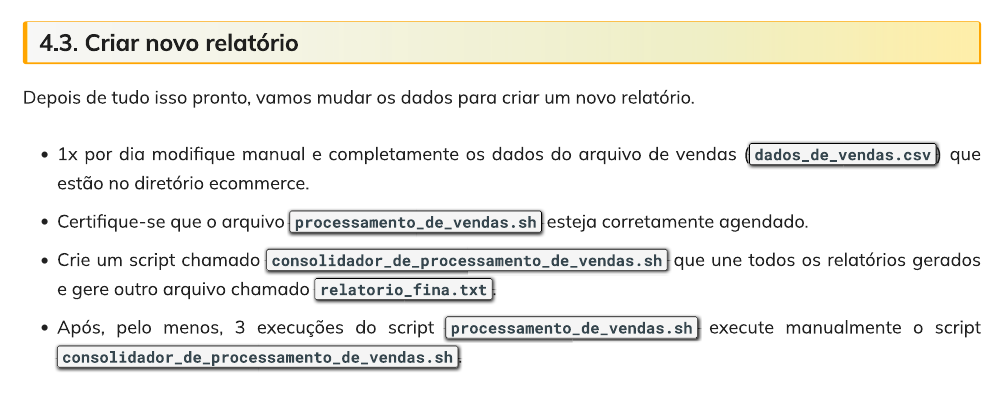 4.3. Criar novo relatório
Depois de tudo isso pronto, vamos mudar os dados para criar um novo relatório.
• 1x por dia modifique manual e completamente os dados do arquivo de vendas (dados_de_vendas.csv) que
estão no diretório ecommerce.
• Certifique-se que o arquivo processamento_de_vendas.sh esteja corretamente agendado.
• Crie um script chamado consolidador_de_processamento_de_vendas.sh que une todos os relatórios gerados
e gere outro arquivo chamado relatorio_fina.txt.
• Após, pelo menos, 3 execuções do script processamento_de_vendas.sh execute manualmente o script
consolidador_de_processamento_de_vendas.sh.